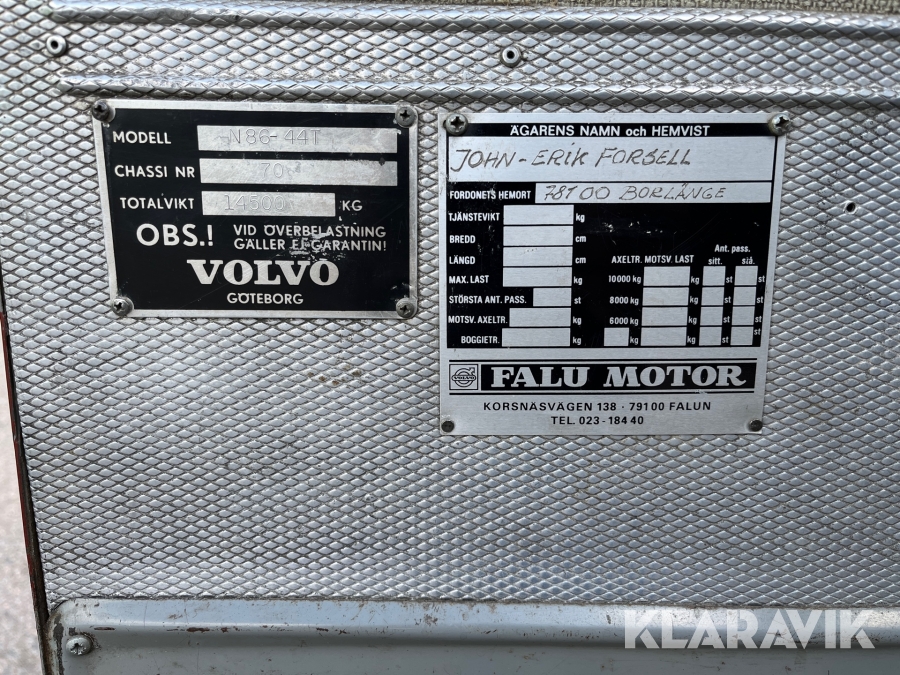 MODELL N86-44T
CHASSI NR 70
TOTALVIKT 14500 KG
OBS.! VID ÖVERBELASTNING
GÄLLER EJ GARANTIN!
VOLVO
GÖTEBORG
ÄGARENS NAMN och HEMVIST
JOHN-ERIK FORSELL
FORDONETS HEMORT 781 00 BORLÄNGE
TJÄNSTEVIKT kg
BREDD cm
LÄNGD cm
MAX. LAST kg
STÖRSTA ANT. PASS. st
MOTSV. AXELTR. kg
BOGGIETR. kg
Ant. pass.
AXELTR. MOTSV. LAST sitt. stå.
10000 kg kg st st
8000 kg kg st st
6000 kg kg st st
kg kg st st
VOLVO FALU MOTOR
KORSNÄSVÄGEN 138 · 791 00 FALUN
TEL. 023 - 184 40
KLARAVIK